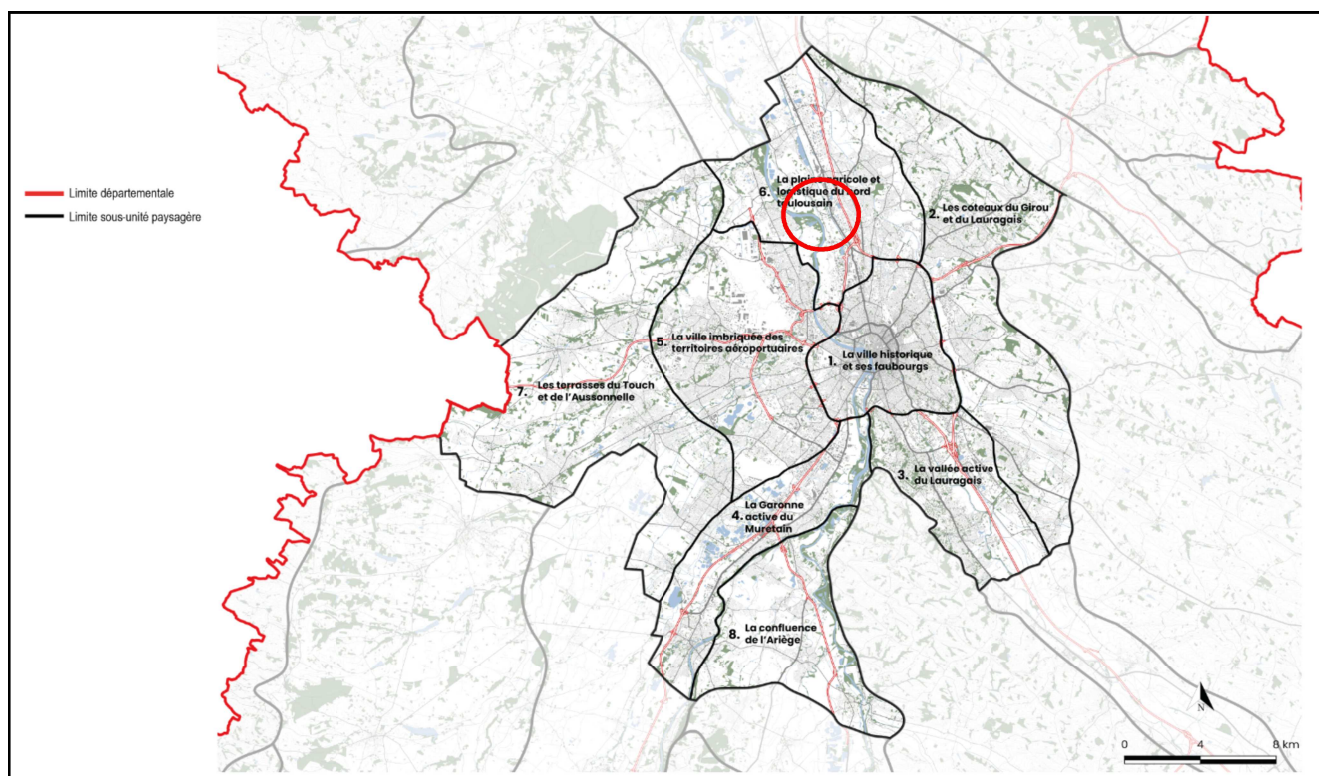 Limite départementale
Limite sous-unité paysagère
6. La plaine agricole et
logistique du nord
toulousain
2. Les coteaux du Girou
et du Lauragais
5. La ville imbriquée des
territoires aéroportuaires
1. La ville historique
et ses faubourgs
7. Les terrasses du Touch
et de l'Aussonnelle
3. La vallée active
du Lauragais
4. La Garonne
active du
Muretain
8. La confluence
de l'Ariège
N
0 4 8 km